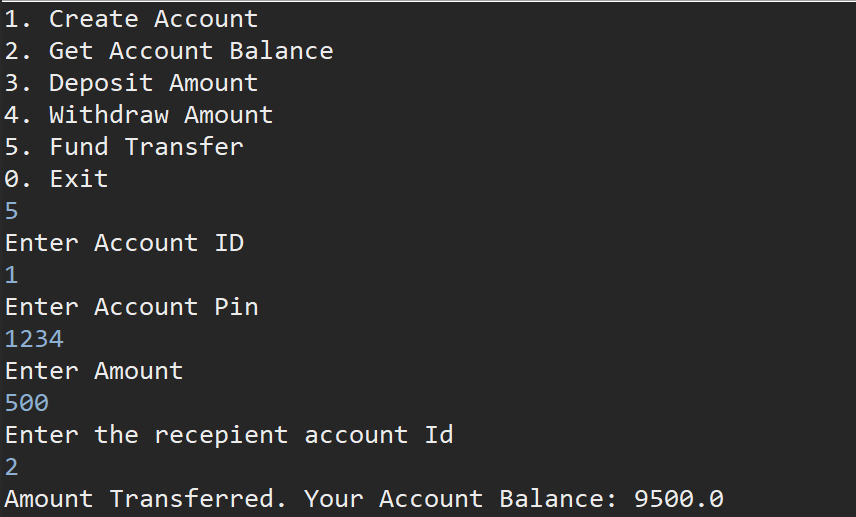 1. Create Account
2. Get Account Balance
3. Deposit Amount
4. Withdraw Amount
5. Fund Transfer
0. Exit
5
Enter Account ID
1
Enter Account Pin
1234
Enter Amount
500
Enter the recepient account Id
2
Amount Transferred. Your Account Balance: 9500.0